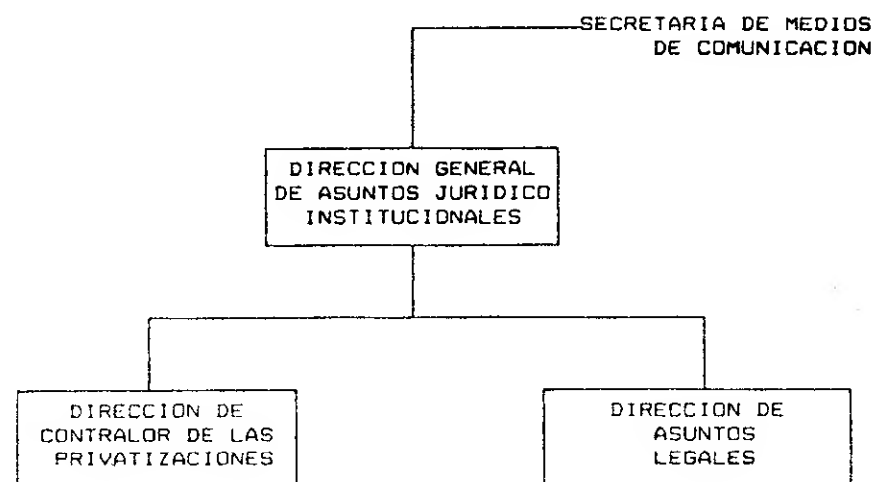 SECRETARIA DE MEDIOS
DE COMUNICACION
DIRECCION GENERAL
DE ASUNTOS JURIDICO
INSTITUCIONALES
DIRECCION DE
CONTRALOR DE LAS
PRIVATIZACIONES
DIRECCION DE
ASUNTOS
LEGALES